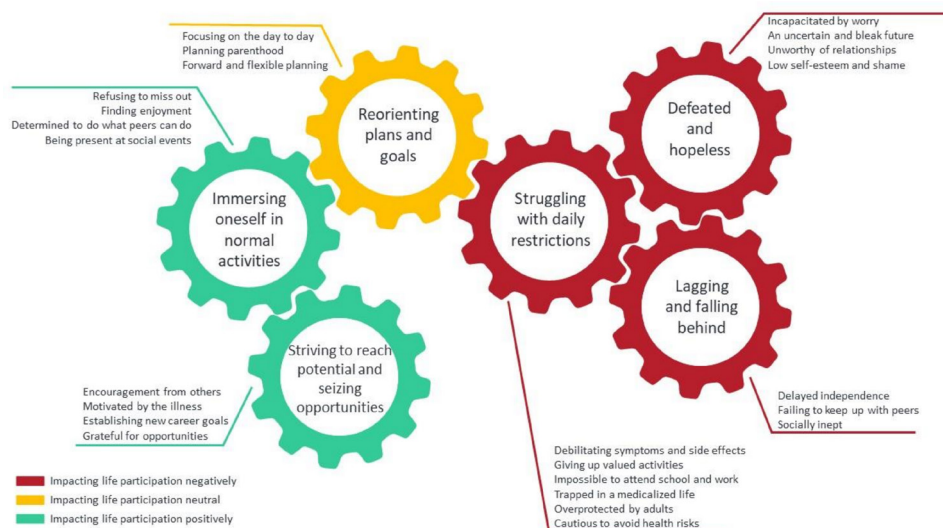 Focusing on the day to day
Planning parenthood
Forward and flexible planning
Reorienting
plans and
goals
Refusing to miss out
Finding enjoyment
Determined to do what peers can do
Being present at social events
Immersing
oneself in
normal
activities
Striving to reach
potential and
seizing
opportunities
Encouragement from others
Motivated by the illness
Establishing new career goals
Grateful for opportunities
Incapacitated by worry
An uncertain and bleak future
Unworthy of relationships
Low self-esteem and shame
Defeated
and
hopeless
Struggling
with daily
restrictions
Lagging
and falling
behind
Delayed independence
Failing to keep up with peers
Socially inept
Debilitating symptoms and side effects
Giving up valued activities
Impossible to attend school and work
Trapped in a medicalized life
Overprotected by adults
Cautious to avoid health risks
Impacting life participation negatively
Impacting life participation neutral
Impacting life participation positively